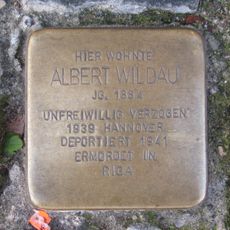 HIER WOHNTE
ALBERT WILDAU
JG. 1884
UNFREIWILLIG VERZOGEN
1939 HANNOVER
DEPORTIERT 1941
ERMORDET IN
RIGA